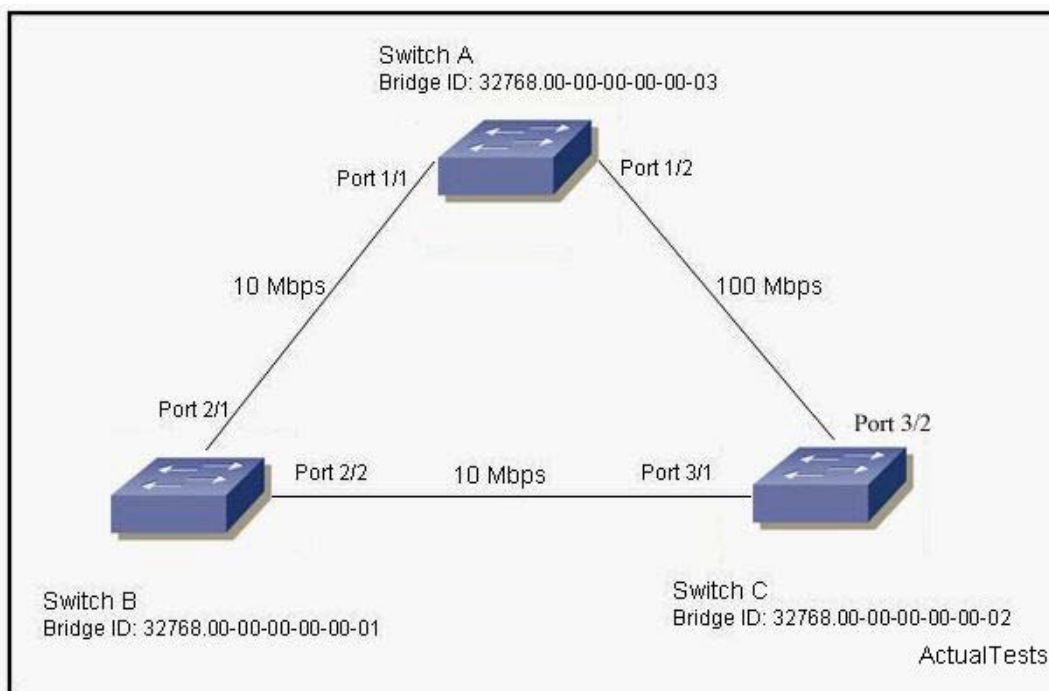 Switch A
Bridge ID: 32768.00-00-00-00-00-03
Port 1/1
Port 1/2
10 Mbps
100 Mbps
Port 2/1
Port 3/2
Port 2/2
10 Mbps
Port 3/1
Switch B
Bridge ID: 32768.00-00-00-00-00-01
Switch C
Bridge ID: 32768.00-00-00-00-00-02
ActualTests